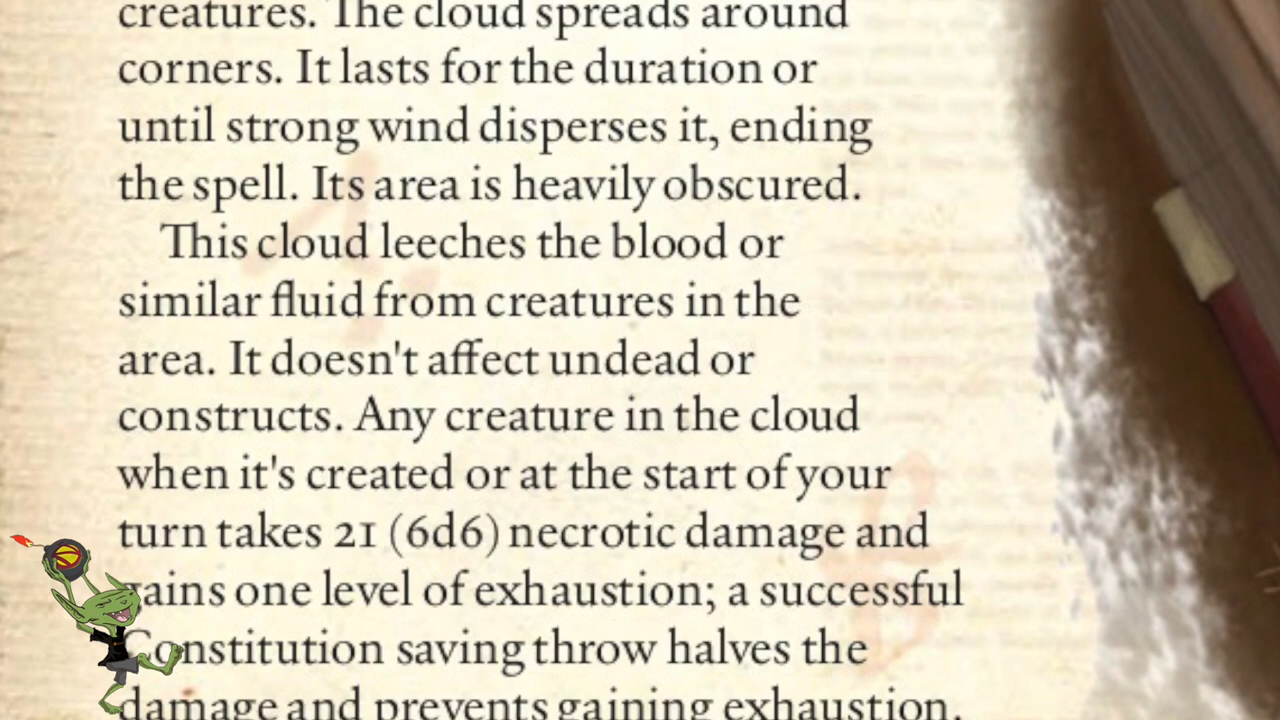 creatures. The cloud spreads around
corners. It lasts for the duration or
until strong wind disperses it, ending
the spell. Its area is heavily obscured.
This cloud leeches the blood or
similar fluid from creatures in the
area. It doesn't affect undead or
constructs. Any creature in the cloud
when it's created or at the start of your
turn takes 21 (6d6) necrotic damage and
gains one level of exhaustion; a successful
Constitution saving throw halves the
damage and prevents gaining exhaustion.